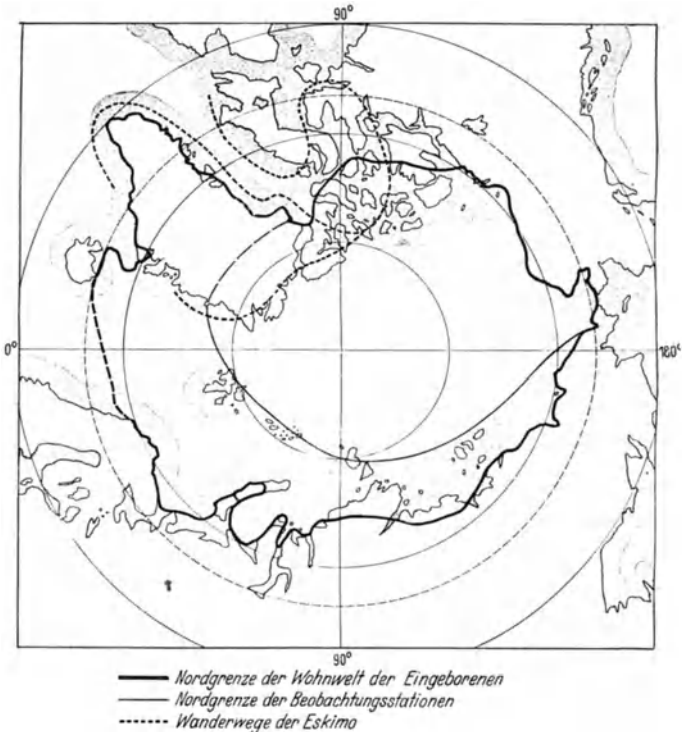 90°
0°
180°
90°
Nordgrenze der Wohnwelt der Eingeborenen
Nordgrenze der Beobachtungsstationen
Wanderwege der Eskimo